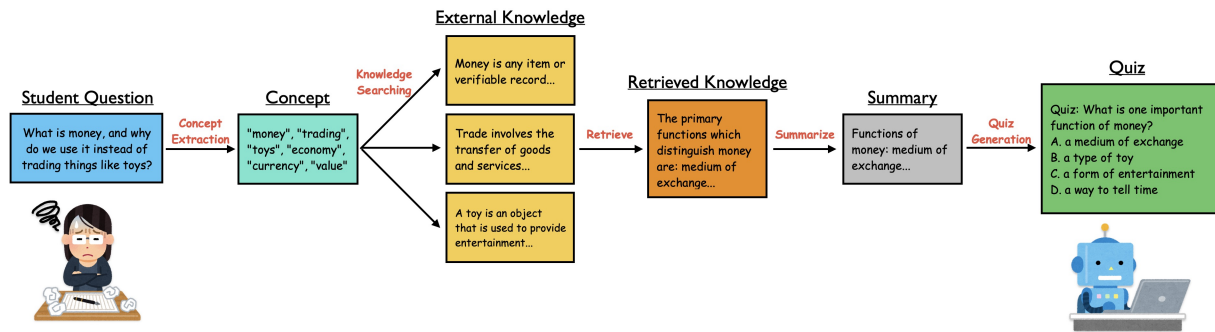 Student Question
What is money, and why
do we use it instead of
trading things like toys?
Concept
Extraction
Concept
"money", "trading",
"toys", "economy",
"currency", "value"
Knowledge
Searching
External Knowledge
Money is any item or
verifiable record...
Trade involves the
transfer of goods
and services...
A toy is an object
that is used to provide
entertainment...
Retrieve
Retrieved Knowledge
The primary
functions which
distinguish money
are: medium of
exchange...
Summarize
Summary
Functions of
money: medium of
exchange...
Quiz
Generation
Quiz
Quiz: What is one important
function of money?
A. a medium of exchange
B. a type of toy
C. a form of entertainment
D. a way to tell time